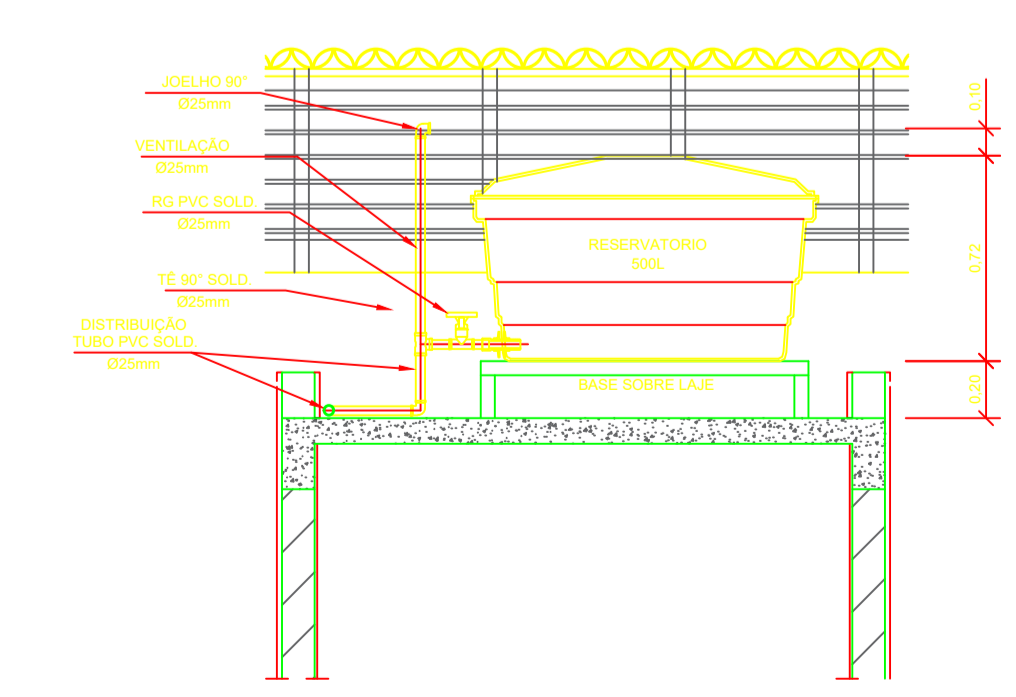 JOELHO 90°
Ø25mm
VENTILAÇÃO
Ø25mm
RG PVC SOLD.
Ø25mm
TÊ 90° SOLD.
Ø25mm
DISTRIBUIÇÃO
TUBO PVC SOLD.
Ø25mm
RESERVATORIO
500L
BASE SOBRE LAJE
0,10
0,72
0,20